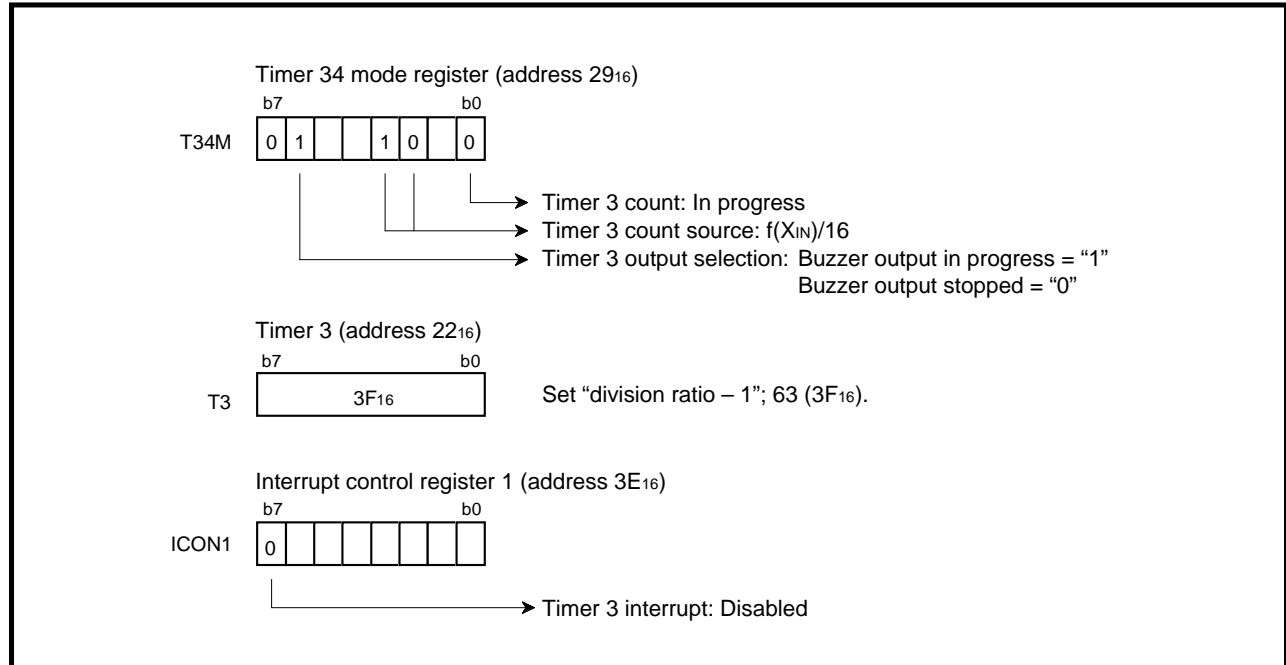 Timer 34 mode register (address 2916)
b7 b0
T34M 0 1 1 0 0
Timer 3 count: In progress
Timer 3 count source: f(XIN)/16
Timer 3 output selection: Buzzer output in progress = “1”
Buzzer output stopped = “0”
Timer 3 (address 2216)
b7 b0
T3 3F16 Set “division ratio – 1”; 63 (3F16).
Interrupt control register 1 (address 3E16)
b7 b0
ICON1 0
Timer 3 interrupt: Disabled